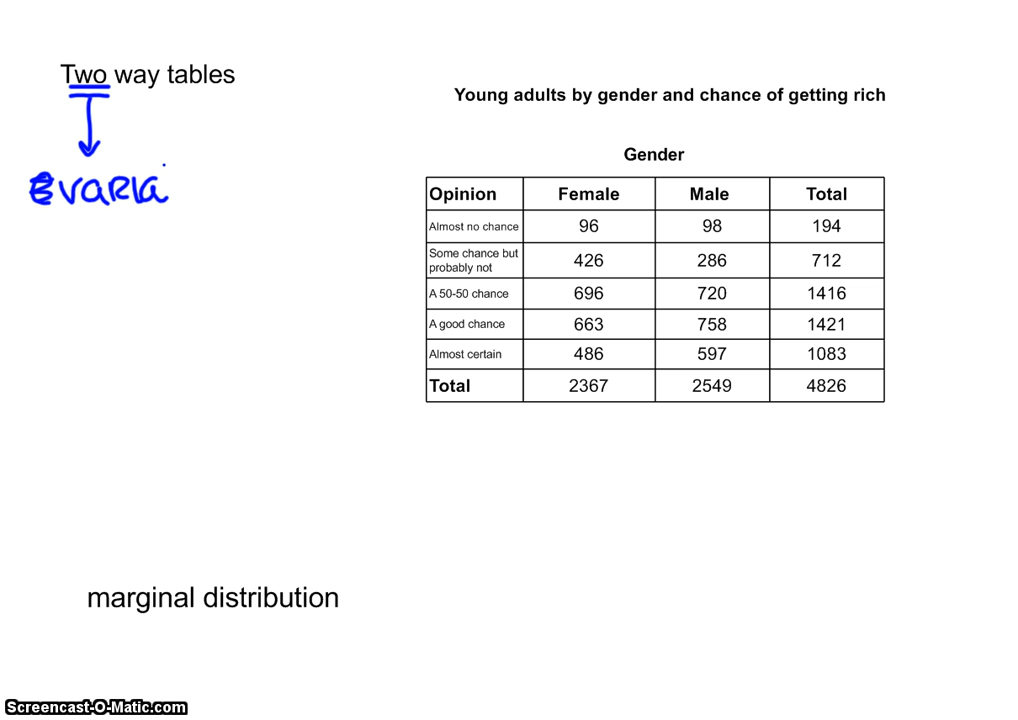 Two way tables
Young adults by gender and chance of getting rich
Gender
Opinion Female Male Total
Almost no chance 96 98 194
Some chance but
probably not 426 286 712
A 50-50 chance 696 720 1416
A good chance 663 758 1421
Almost certain 486 597 1083
Total 2367 2549 4826
varia
marginal distribution
Screencast-O-Matic.com